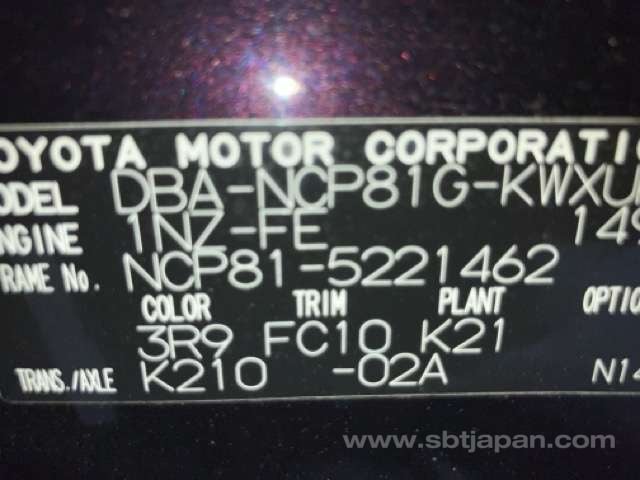 TOYOTA MOTOR CORPORATIO
MODEL DBA-NCP81G-KWXU
ENGINE 1NZ-FE 149
FRAME No. NCP81-5221462
COLOR TRIM PLANT OPTIO
3R9 FC10 K21
TRANS./AXLE K210 -02A N14
www.sbtjapan.com